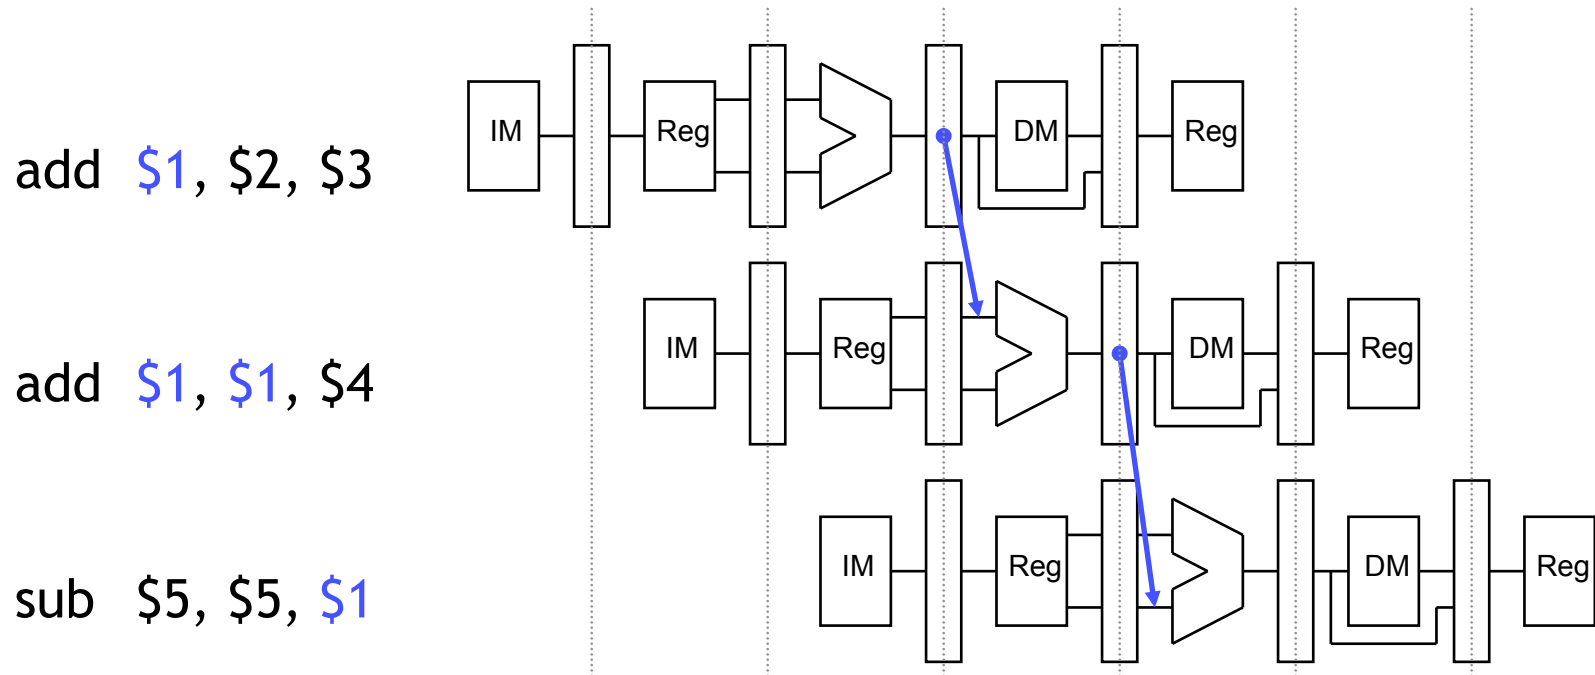 IM Reg DM Reg
add $1, $2, $3
IM Reg DM Reg
add $1, $1, $4
IM Reg DM Reg
sub $5, $5, $1